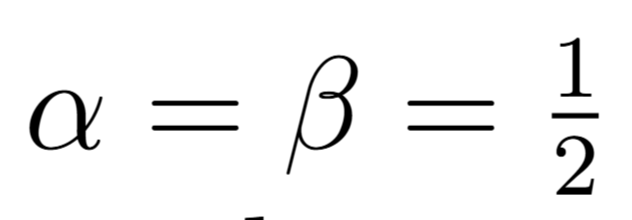 α = β = 1/2